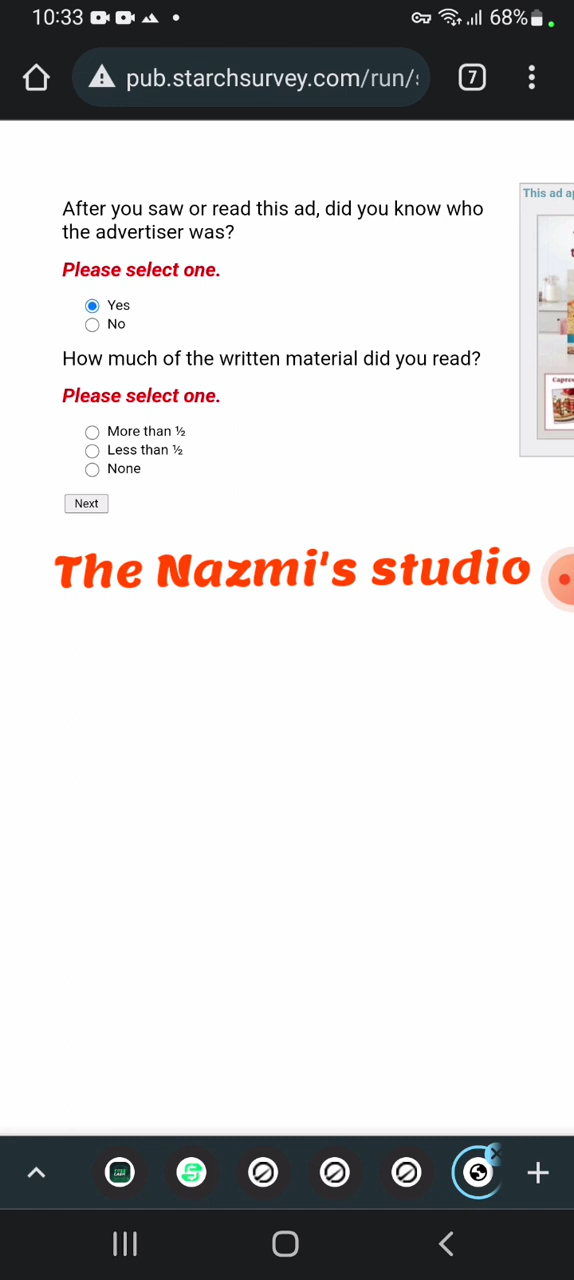 10:33
68%
pub.starchsurvey.com/run/
7
This ad a
After you saw or read this ad, did you know who
the advertiser was?
Please select one.
Yes
No
How much of the written material did you read?
Please select one.
More than ½
Less than ½
None
Next
The Nazmi's studio